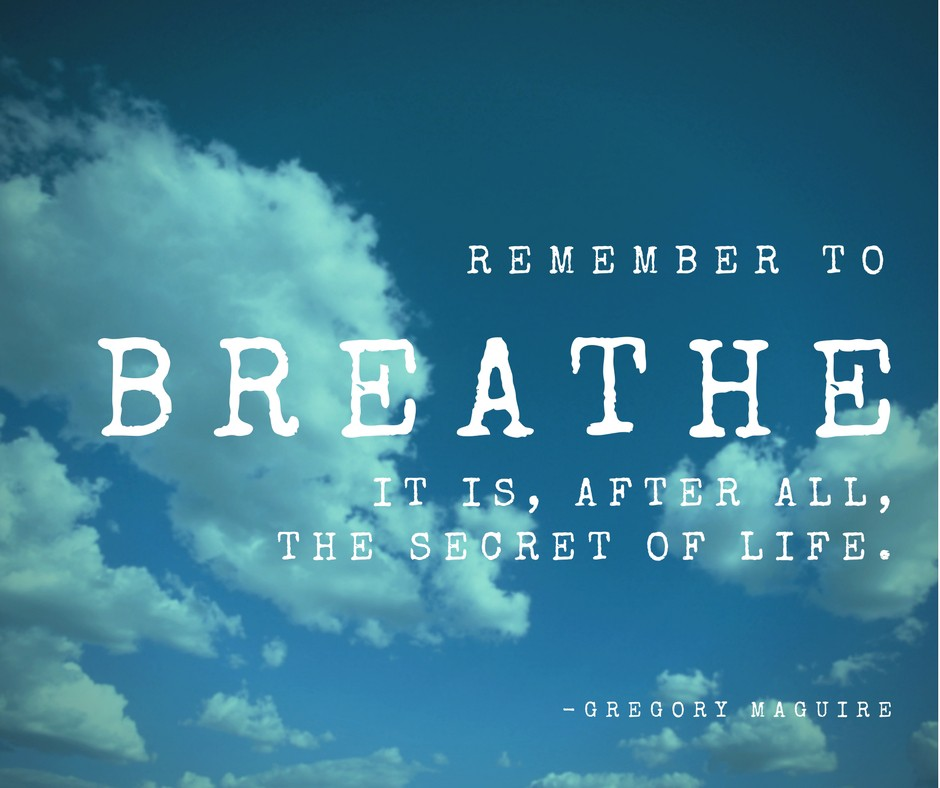 REMEMBER TO
BREATHE
IT IS, AFTER ALL,
THE SECRET OF LIFE.
-GREGORY MAGUIRE